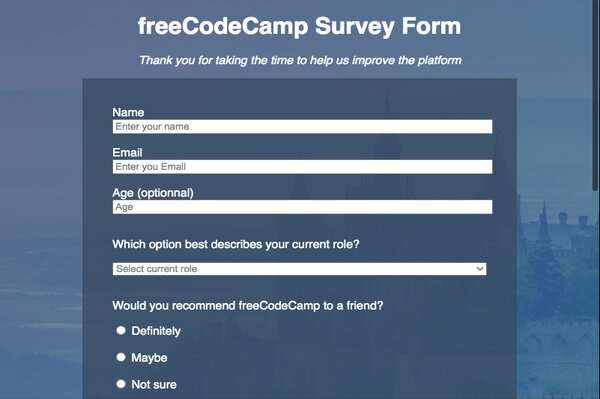 freeCodeCamp Survey Form
Thank you for taking the time to help us improve the platform
Name
Enter your name
Email
Enter you Email
Age (optionnal)
Age
Which option best describes your current role?
Select current role
Would you recommend freeCodeCamp to a friend?
Definitely
Maybe
Not sure